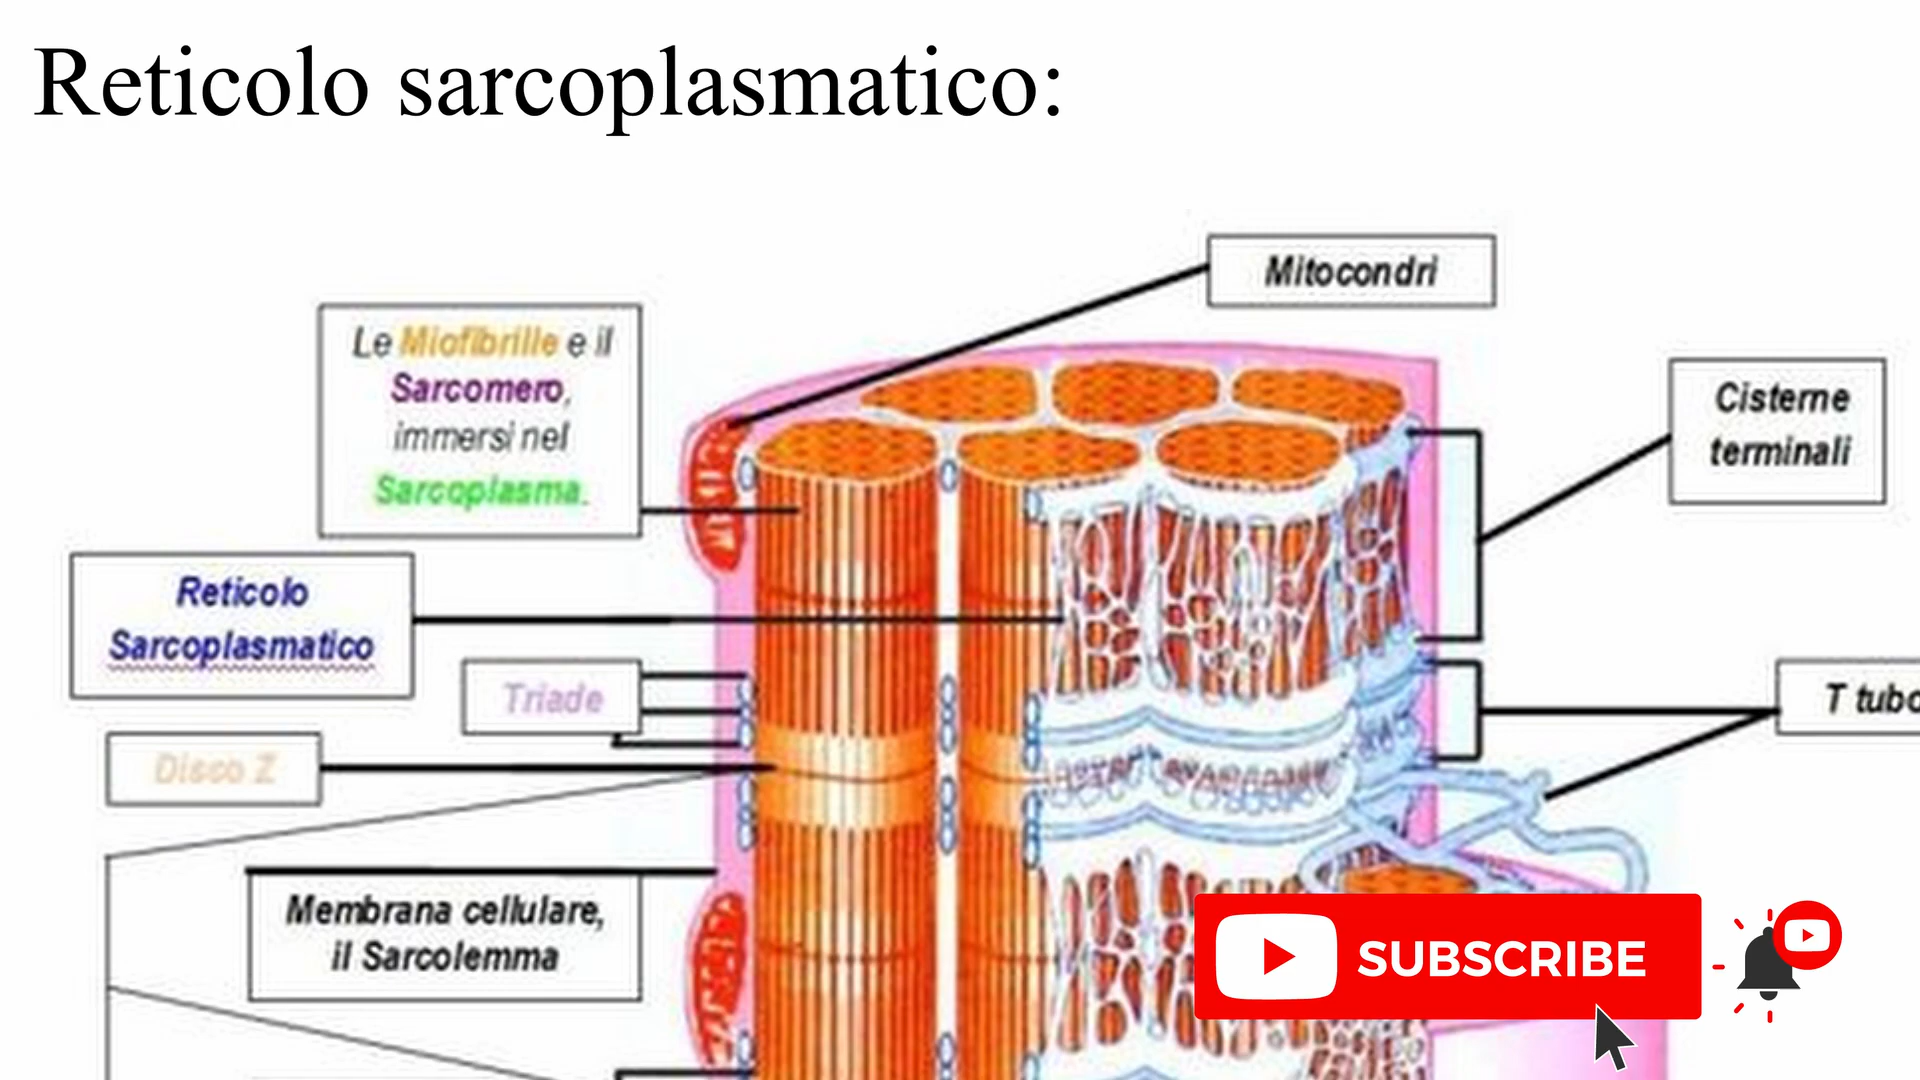 Reticolo sarcoplasmatico:
Mitocondri
Le Miofibrille e il
Sarcomero,
immersi nel
Sarcoplasma.
Cisterne
terminali
Reticolo
Sarcoplasmatico
Triade
T tubo
Disco Z
Membrana cellulare,
il Sarcolemma
SUBSCRIBE